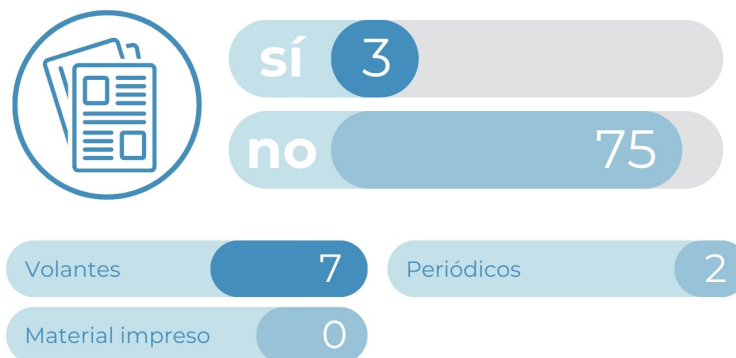 sí 3
no 75
Volantes 7
Periódicos 2
Material impreso 0